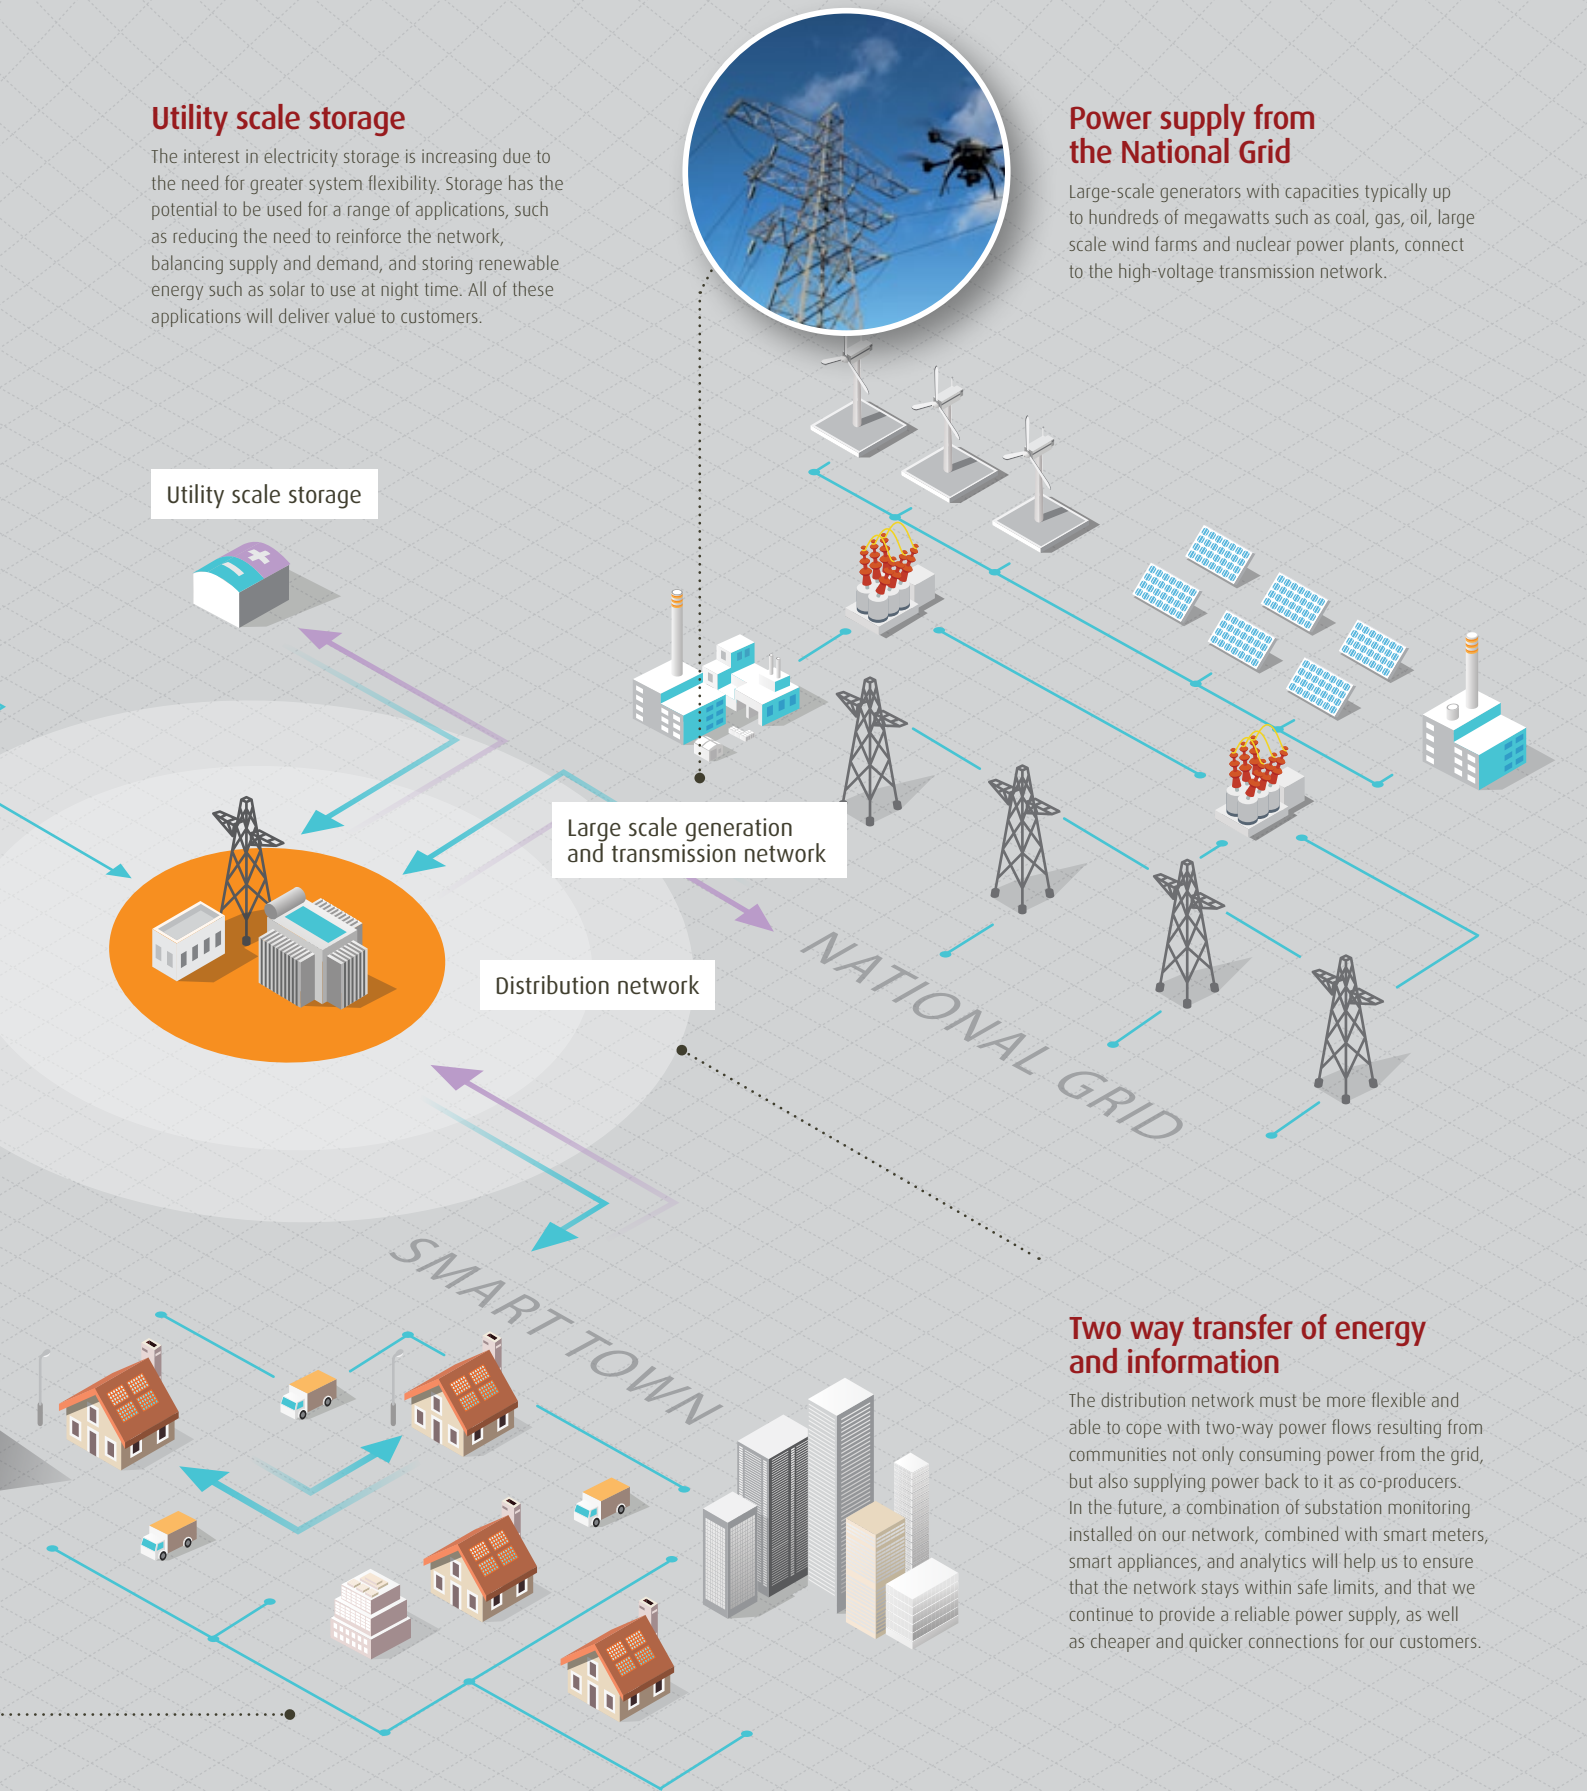 Utility scale storage
The interest in electricity storage is increasing due to
the need for greater system flexibility. Storage has the
potential to be used for a range of applications, such
as reducing the need to reinforce the network,
balancing supply and demand, and storing renewable
energy such as solar to use at night time. All of these
applications will deliver value to customers.
Power supply from
the National Grid
Large-scale generators with capacities typically up
to hundreds of megawatts such as coal, gas, oil, large
scale wind farms and nuclear power plants, connect
to the high-voltage transmission network.
Utility scale storage
Large scale generation
and transmission network
Distribution network
NATIONAL GRID
SMART TOWN
Two way transfer of energy
and information
The distribution network must be more flexible and
able to cope with two-way power flows resulting from
communities not only consuming power from the grid,
but also supplying power back to it as co-producers.
In the future, a combination of substation monitoring
installed on our network, combined with smart meters,
smart appliances, and analytics will help us to ensure
that the network stays within safe limits, and that we
continue to provide a reliable power supply, as well
as cheaper and quicker connections for our customers.